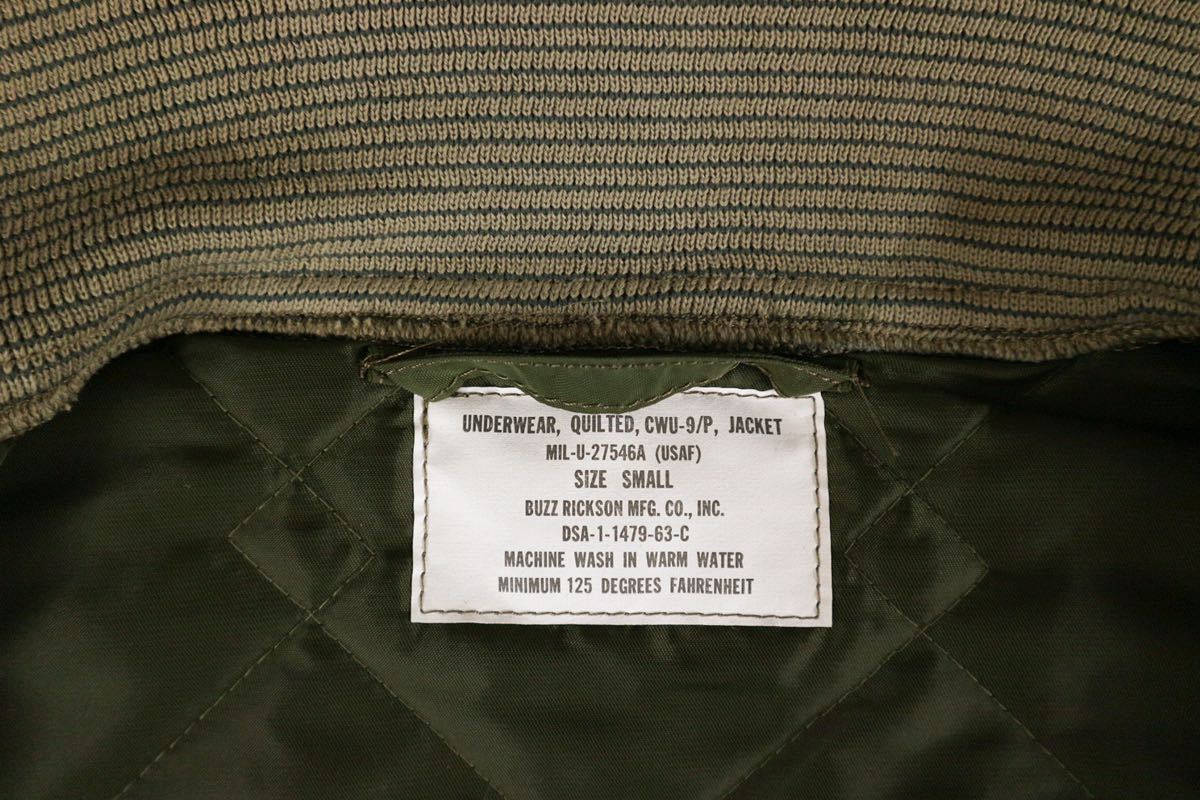 UNDERWEAR, QUILTED, CWU-9/P, JACKET
MIL-U-27546A (USAF)
SIZE SMALL
BUZZ RICKSON MFG. CO., INC.
DSA-1-1479-63-C
MACHINE WASH IN WARM WATER
MINIMUM 125 DEGREES FAHRENHEIT